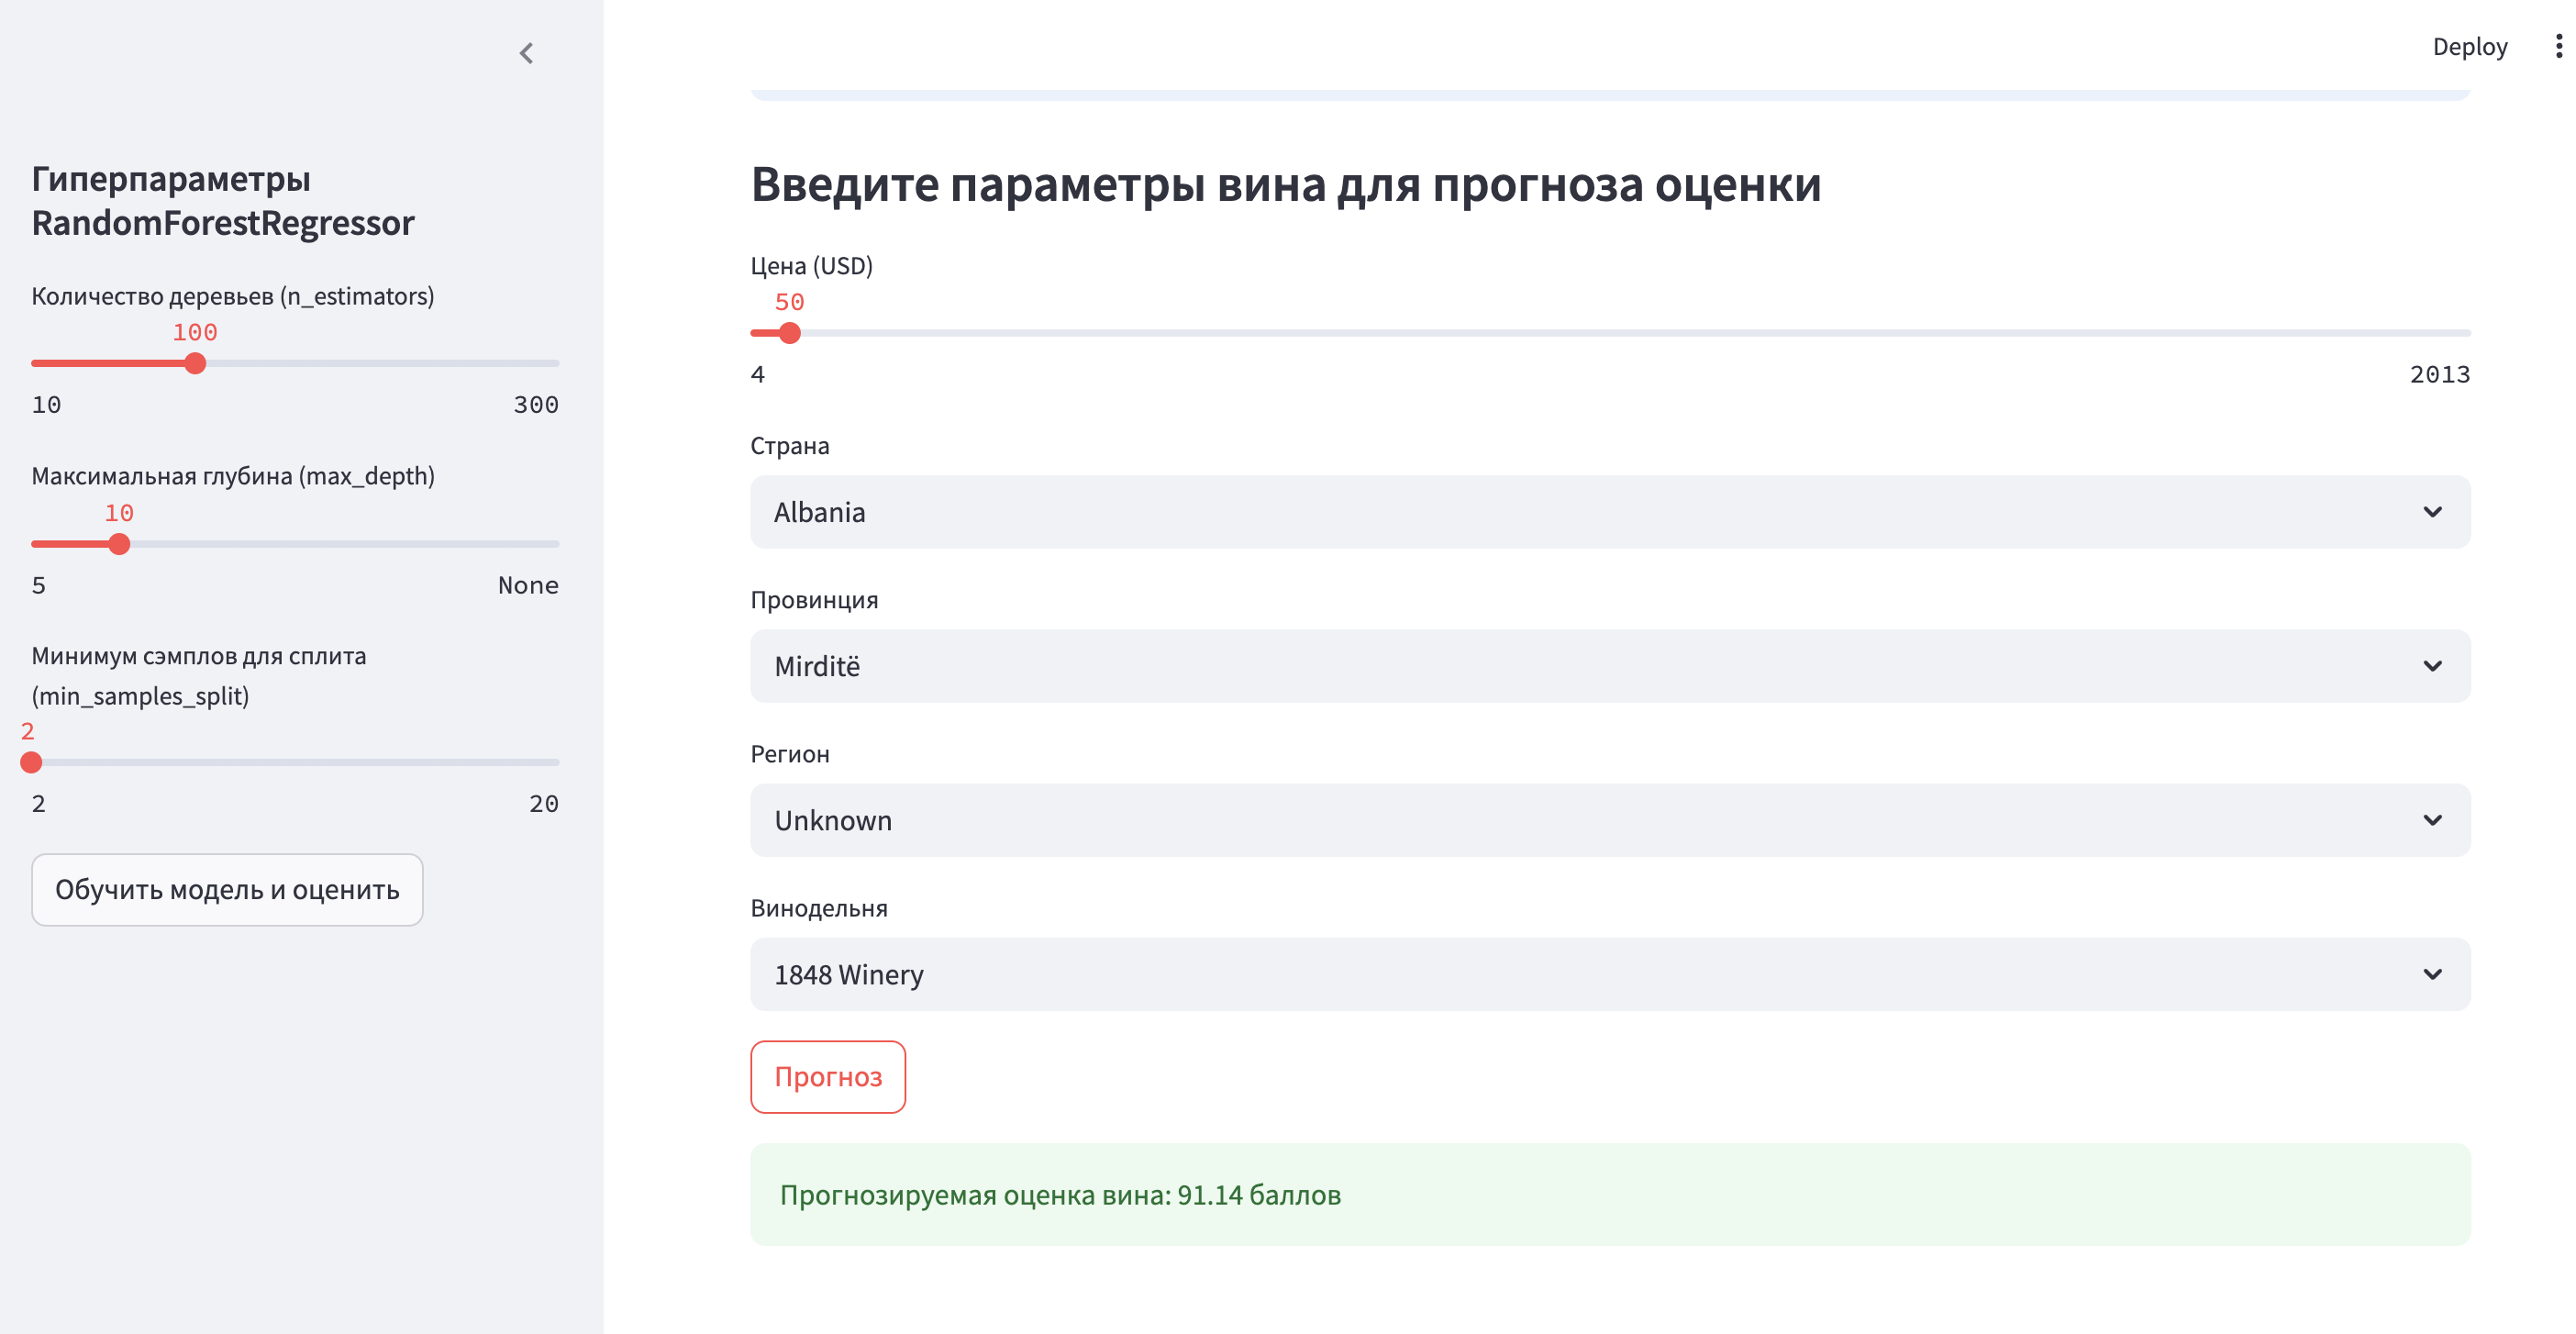 Deploy
Гиперпараметры
RandomForestRegressor
Количество деревьев (n_estimators)
100
10 300
Максимальная глубина (max_depth)
10
5 None
Минимум сэмплов для сплита
(min_samples_split)
2
2 20
Обучить модель и оценить
Введите параметры вина для прогноза оценки
Цена (USD)
50
4 2013
Страна
Albania
Провинция
Mirditë
Регион
Unknown
Винодельня
1848 Winery
Прогноз
Прогнозируемая оценка вина: 91.14 баллов